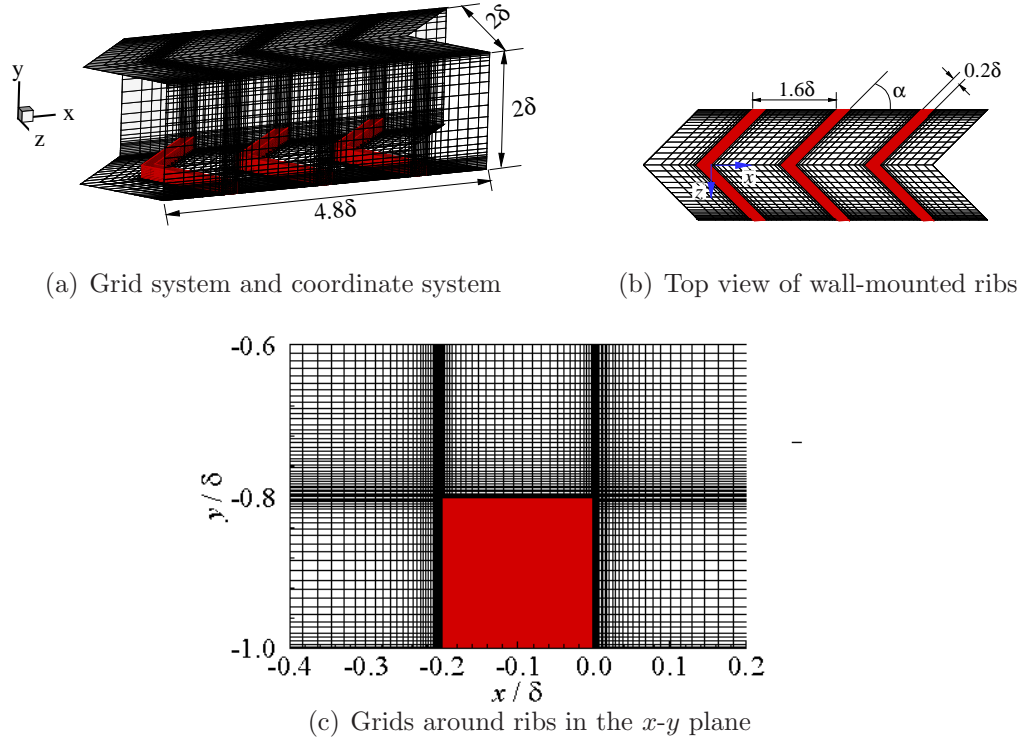 2δ
y
x
z
2δ
4.8δ
(a) Grid system and coordinate system
0.2δ
1.6δ
α
x
z
(b) Top view of wall-mounted ribs
-0.6
-0.8
-1.0
y / δ
-0.4 -0.3 -0.2 -0.1 0.0 0.1 0.2
x / δ
(c) Grids around ribs in the x-y plane